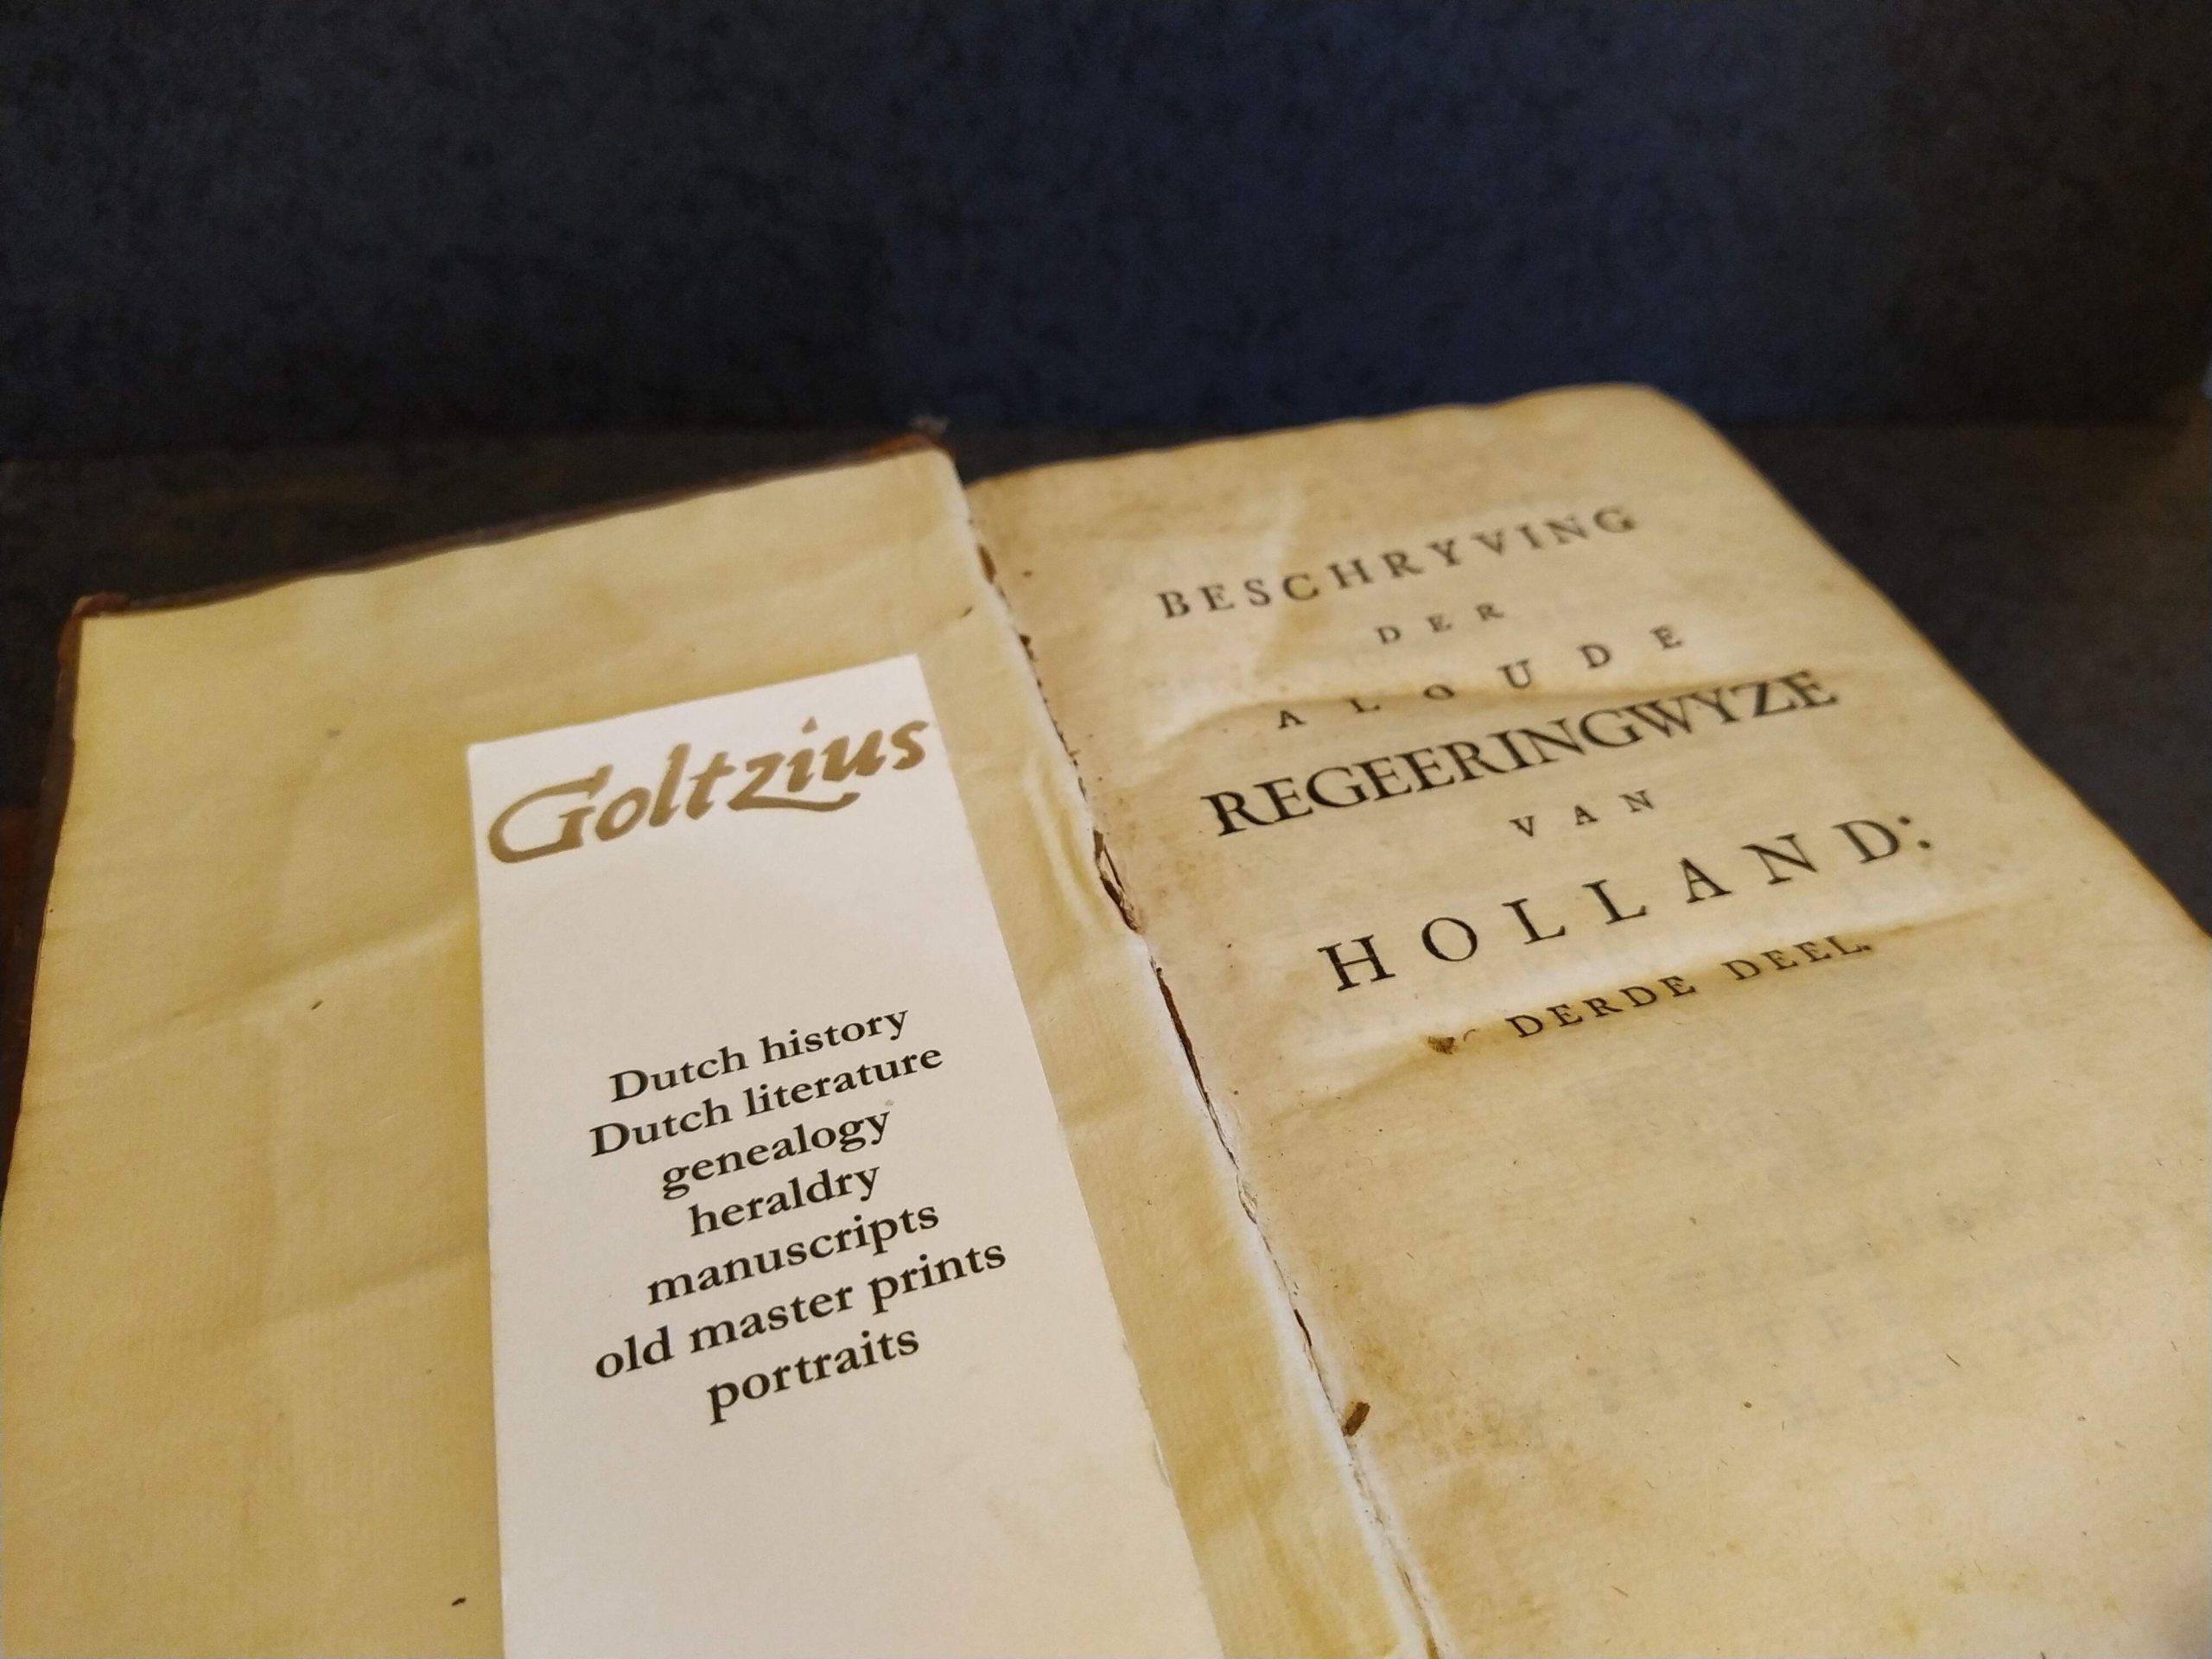 Goltzius
Dutch history
Dutch literature
genealogy
heraldry
manuscripts
old master prints
portraits
BESCHRYVING
DER
ALOUDE
REGEERINGWYZE
VAN
HOLLAND:
DERDE DEEL.